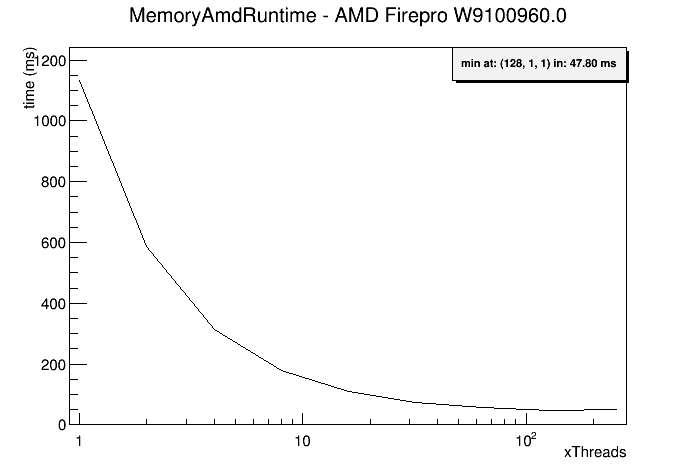 MemoryAmdRuntime - AMD Firepro W9100960.0
min at: (128, 1, 1) in: 47.80 ms
time (ms)
1200
1000
800
600
400
200
0
1
10
10²
xThreads